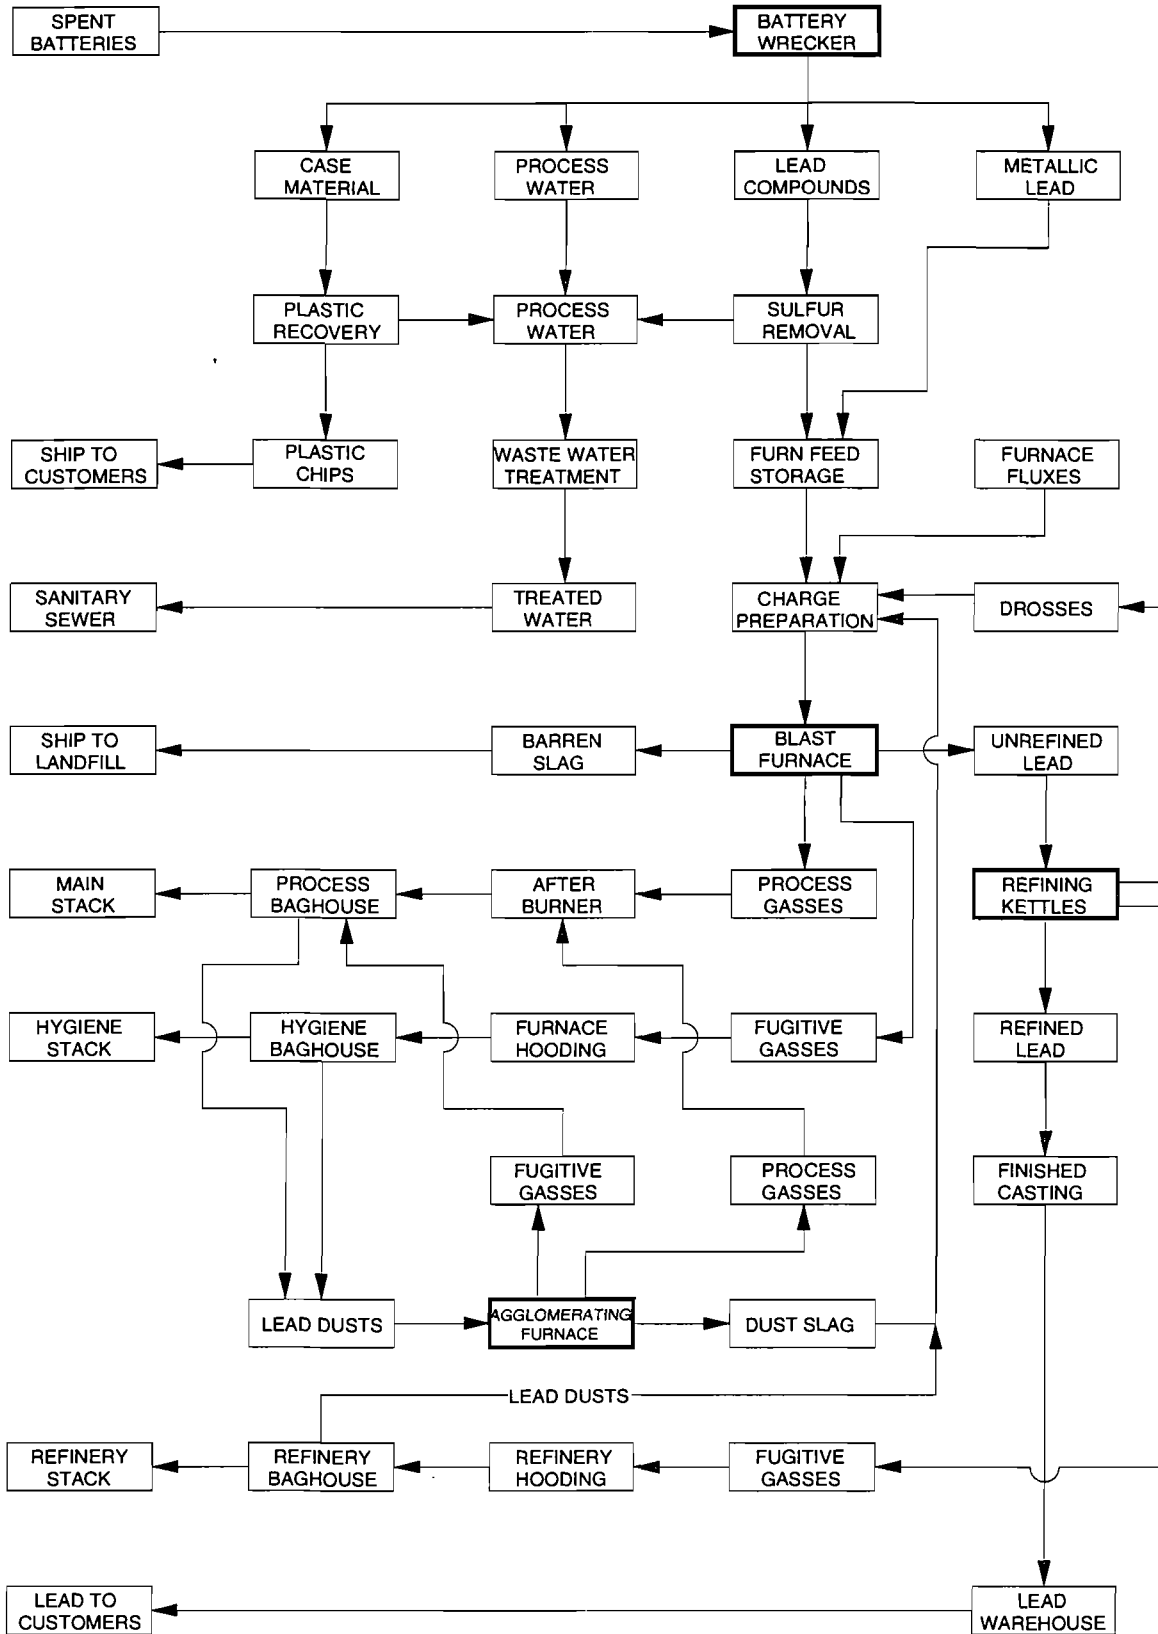 SPENT
BATTERIES
BATTERY
WRECKER
CASE
MATERIAL
PROCESS
WATER
LEAD
COMPOUNDS
METALLIC
LEAD
PLASTIC
RECOVERY
PROCESS
WATER
SULFUR
REMOVAL
SHIP TO
CUSTOMERS
PLASTIC
CHIPS
WASTE WATER
TREATMENT
FURN FEED
STORAGE
FURNACE
FLUXES
SANITARY
SEWER
TREATED
WATER
CHARGE
PREPARATION
DROSSES
SHIP TO
LANDFILL
BARREN
SLAG
BLAST
FURNACE
UNREFINED
LEAD
MAIN
STACK
PROCESS
BAGHOUSE
AFTER
BURNER
PROCESS
GASSES
REFINING
KETTLES
HYGIENE
STACK
HYGIENE
BAGHOUSE
FURNACE
HOODING
FUGITIVE
GASSES
REFINED
LEAD
FUGITIVE
GASSES
PROCESS
GASSES
FINISHED
CASTING
LEAD DUSTS
AGGLOMERATING
FURNACE
DUST SLAG
LEAD DUSTS
REFINERY
STACK
REFINERY
BAGHOUSE
REFINERY
HOODING
FUGITIVE
GASSES
LEAD TO
CUSTOMERS
LEAD
WAREHOUSE